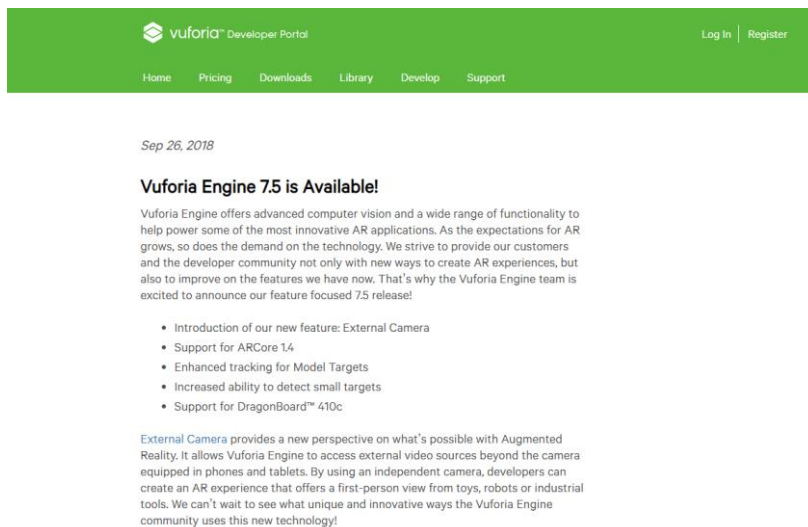 vuforia™ Developer Portal
Log In | Register
Home Pricing Downloads Library Develop Support
Sep 26, 2018
Vuforia Engine 7.5 is Available!
Vuforia Engine offers advanced computer vision and a wide range of functionality to
help power some of the most innovative AR applications. As the expectations for AR
grows, so does the demand on the technology. We strive to provide our customers
and the developer community not only with new ways to create AR experiences, but
also to improve on the features we have now. That's why the Vuforia Engine team is
excited to announce our feature focused 7.5 release!
• Introduction of our new feature: External Camera
• Support for ARCore 1.4
• Enhanced tracking for Model Targets
• Increased ability to detect small targets
• Support for DragonBoard™ 410c
External Camera provides a new perspective on what's possible with Augmented
Reality. It allows Vuforia Engine to access external video sources beyond the camera
equipped in phones and tablets. By using an independent camera, developers can
create an AR experience that offers a first-person view from toys, robots or industrial
tools. We can't wait to see what unique and innovative ways the Vuforia Engine
community uses this new technology!